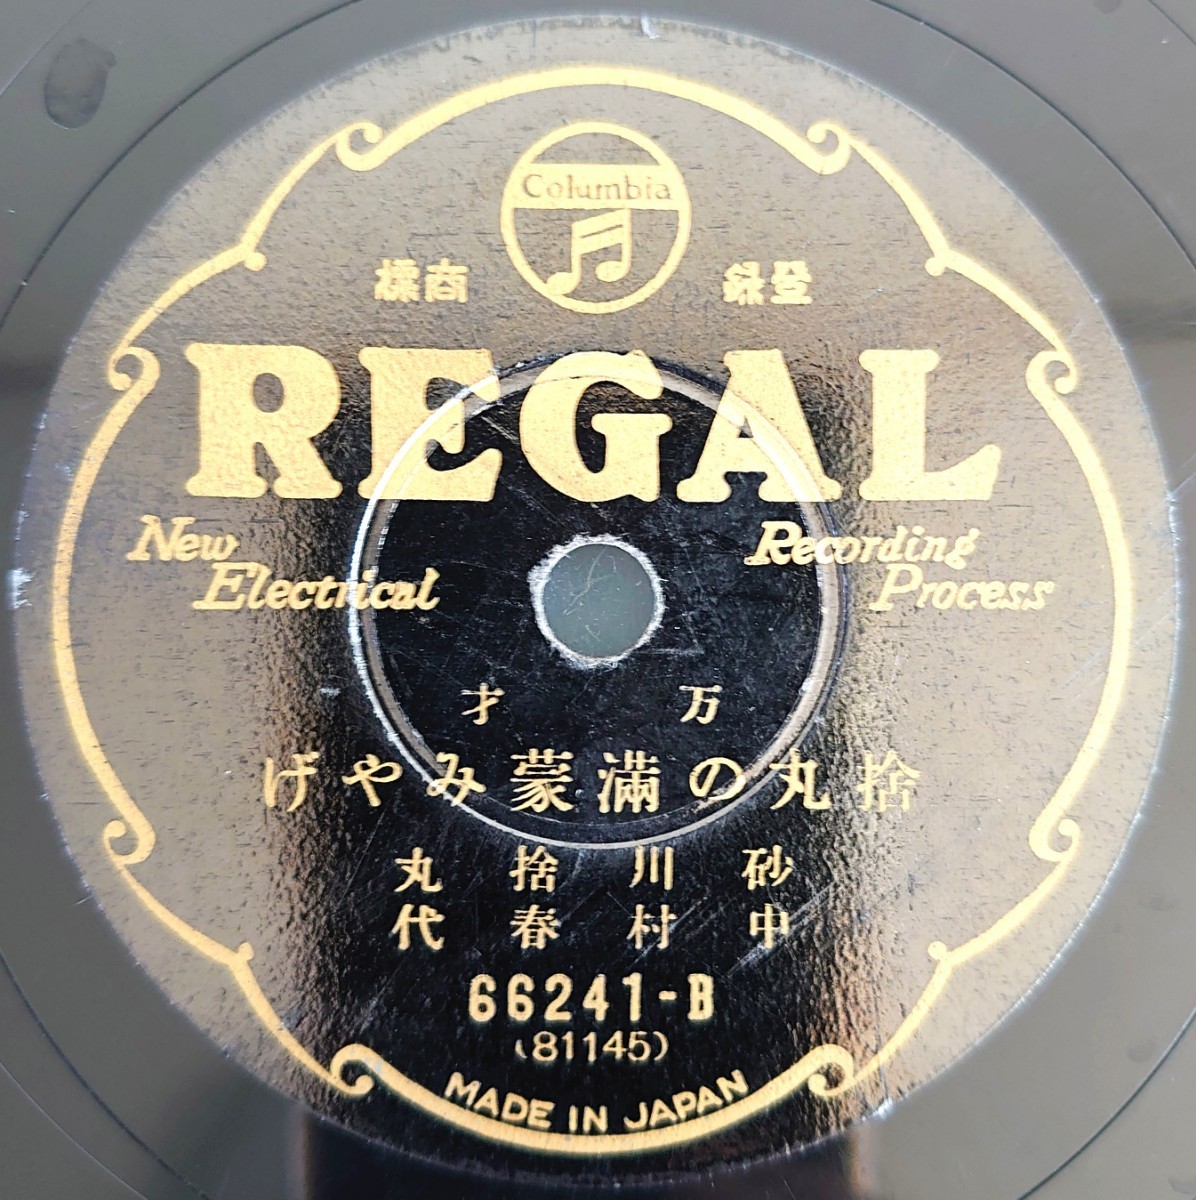 Columbia
登録 商標
REGAL
New Electrical
Recording Process
万才
捨丸の滿蒙みやげ
砂川捨丸
中村春代
66241-B
(81145)
MADE IN JAPAN